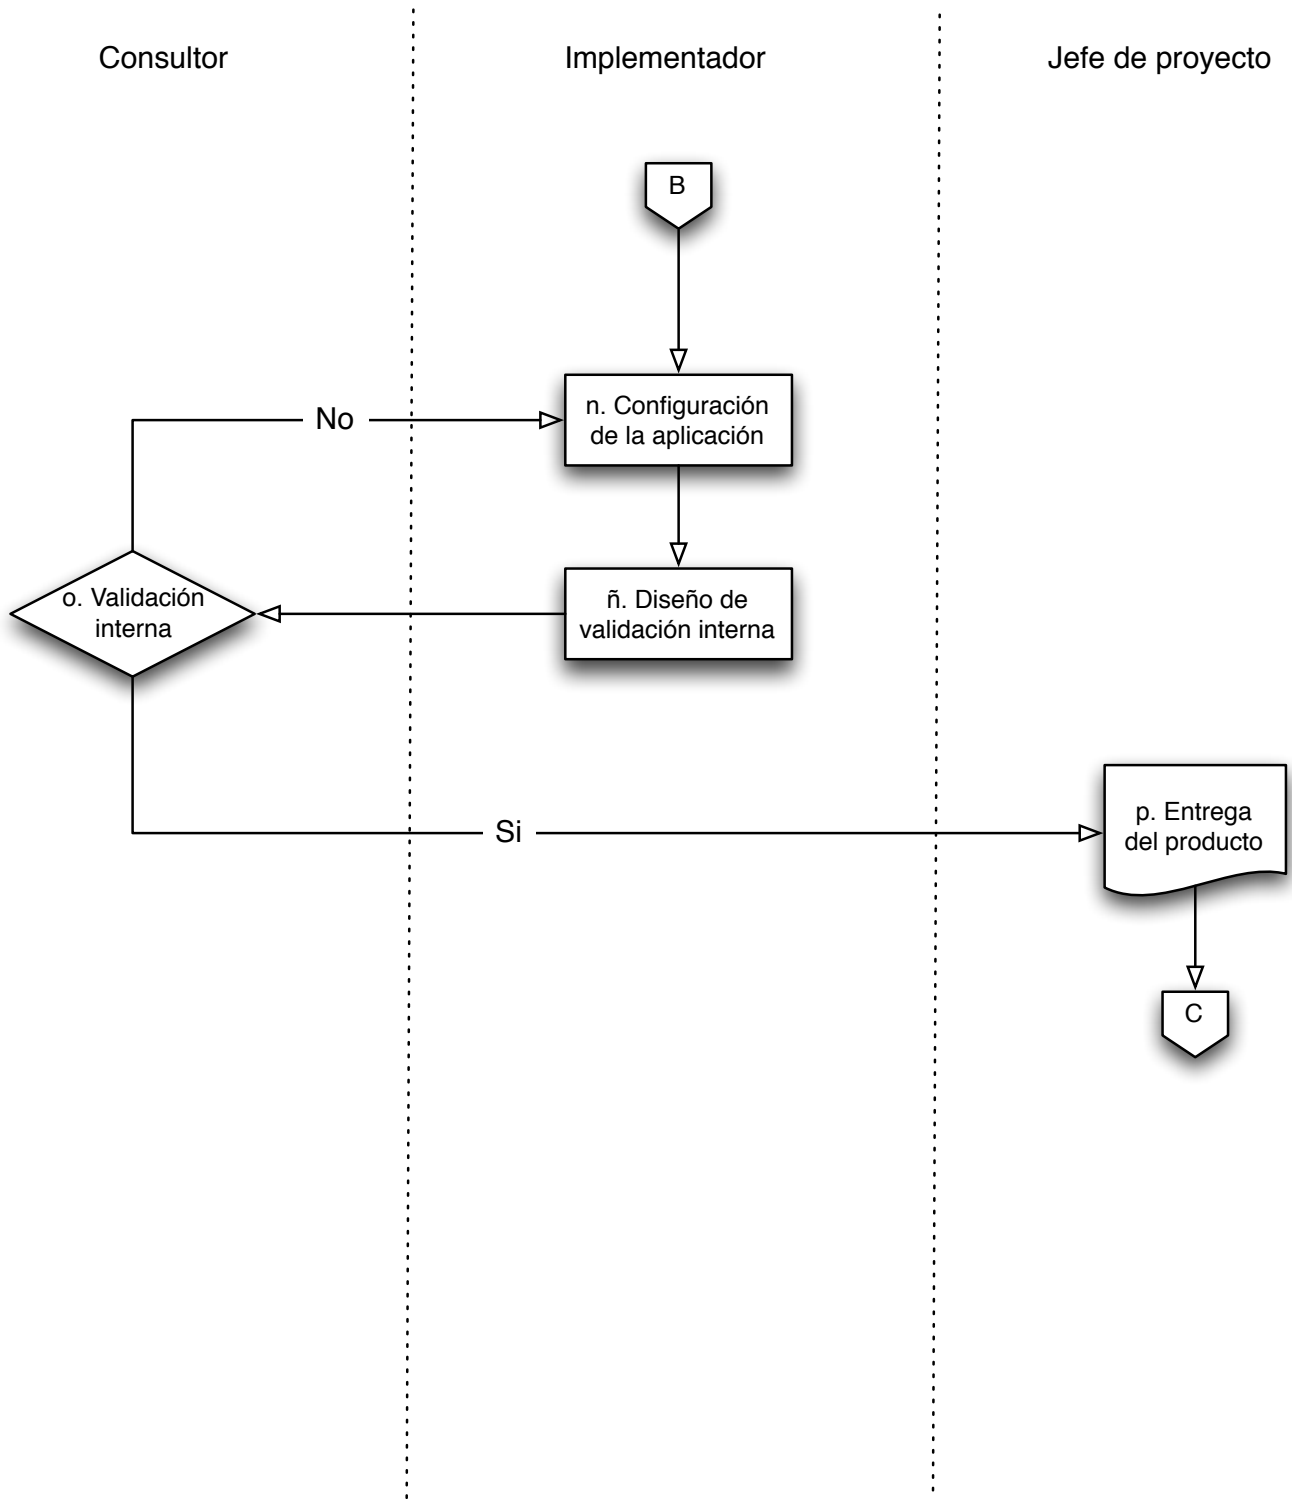 Consultor
Implementador
Jefe de proyecto
B
n. Configuración
de la aplicación
No
o. Validación
interna
ñ. Diseño de
validación interna
Si
p. Entrega
del producto
C